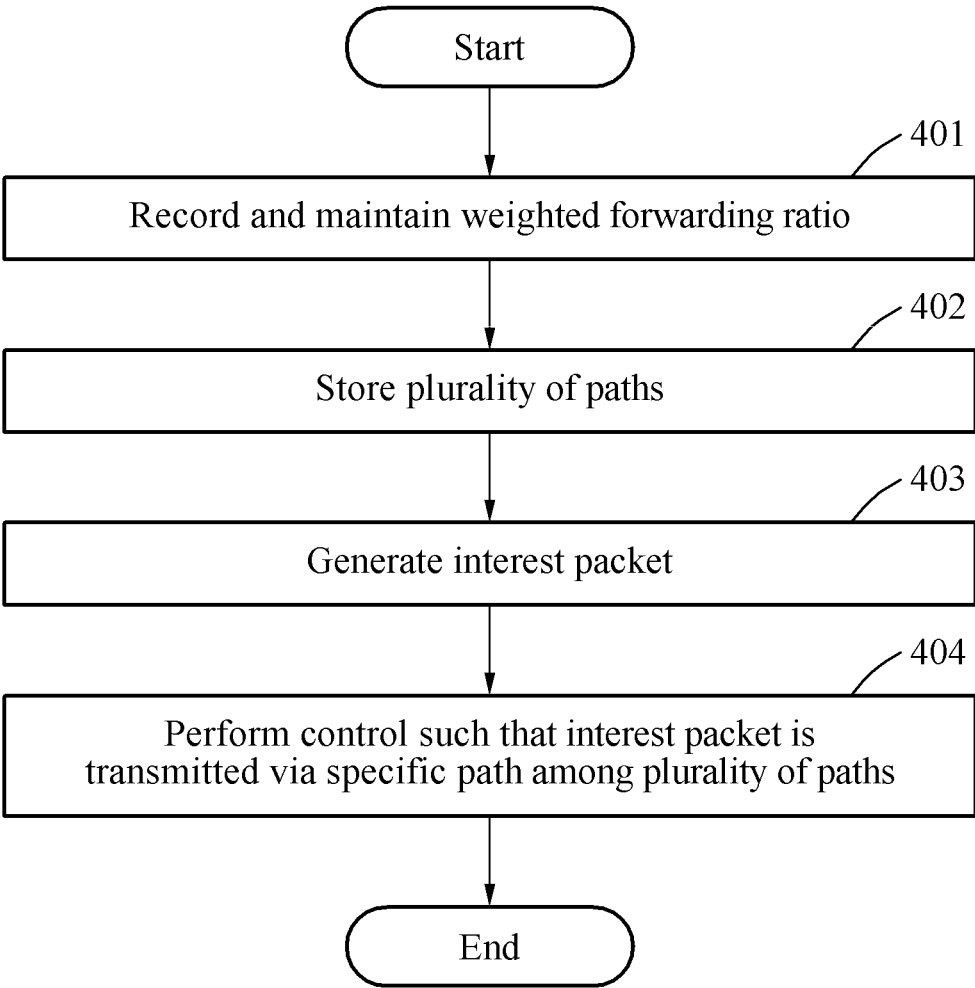 Start
401
Record and maintain weighted forwarding ratio
402
Store plurality of paths
403
Generate interest packet
404
Perform control such that interest packet is
transmitted via specific path among plurality of paths
End